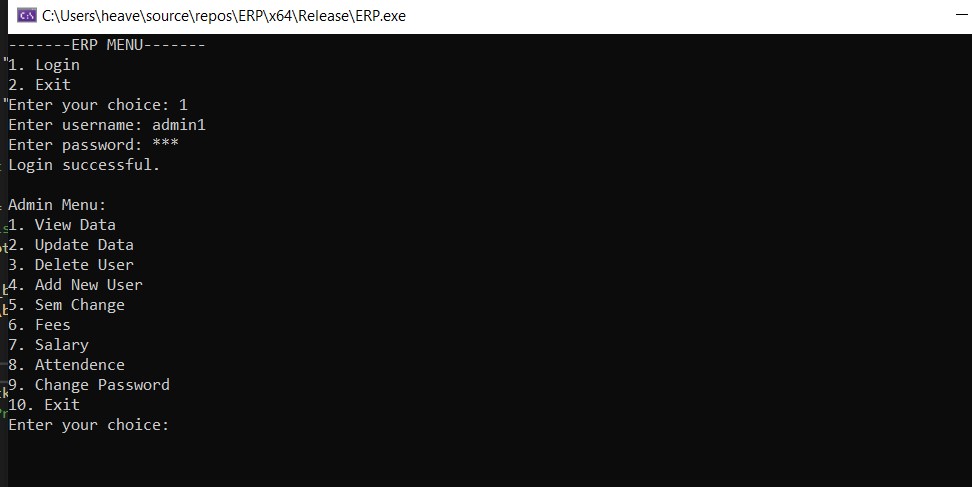 C:\Users\heave\source\repos\ERP\x64\Release\ERP.exe
-------ERP MENU-------
1. Login
2. Exit
Enter your choice: 1
Enter username: admin1
Enter password: ***
Login successful.
Admin Menu:
1. View Data
2. Update Data
3. Delete User
4. Add New User
5. Sem Change
6. Fees
7. Salary
8. Attendence
9. Change Password
10. Exit
Enter your choice: